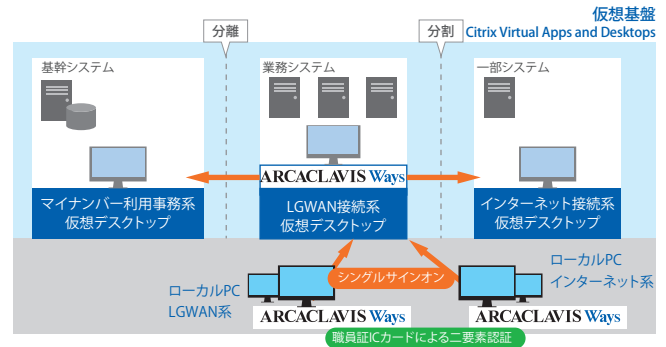 仮想基盤
Citrix Virtual Apps and Desktops
分離
分割
基幹システム
業務システム
一部システム
ARCACLAVIS Ways
マイナンバー利用事務系
仮想デスクトップ
LGWAN接続系
仮想デスクトップ
インターネット接続系
仮想デスクトップ
シングルサインオン
ローカルPC
LGWAN系
ローカルPC
インターネット系
ARCACLAVIS Ways
ARCACLAVIS Ways
職員証ICカードによる二要素認証